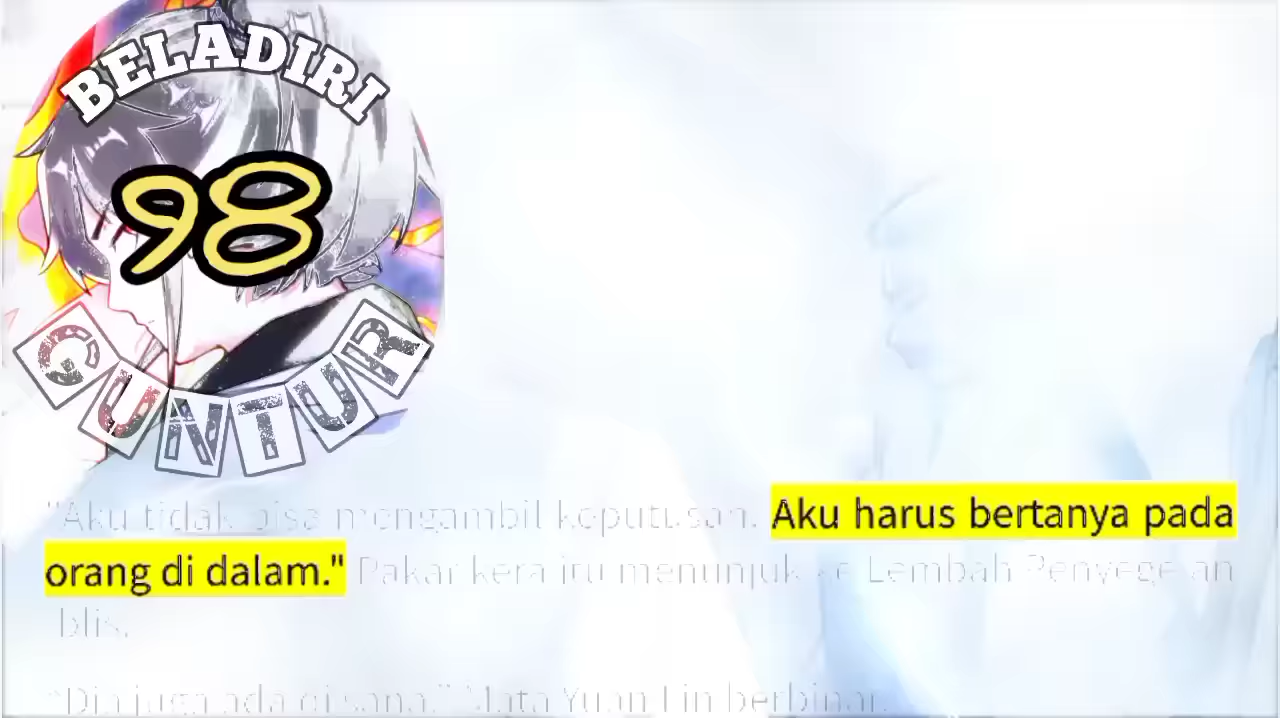 BELADIRI
98
GUNTUR
"Aku tidak bisa mengambil keputusan. Aku harus bertanya pada
orang di dalam." Pakar kera itu menunjuk ke Lembah Penyegelan
blis.
"Dia juga ada di sana." Mata Yuan Lin berbinar.